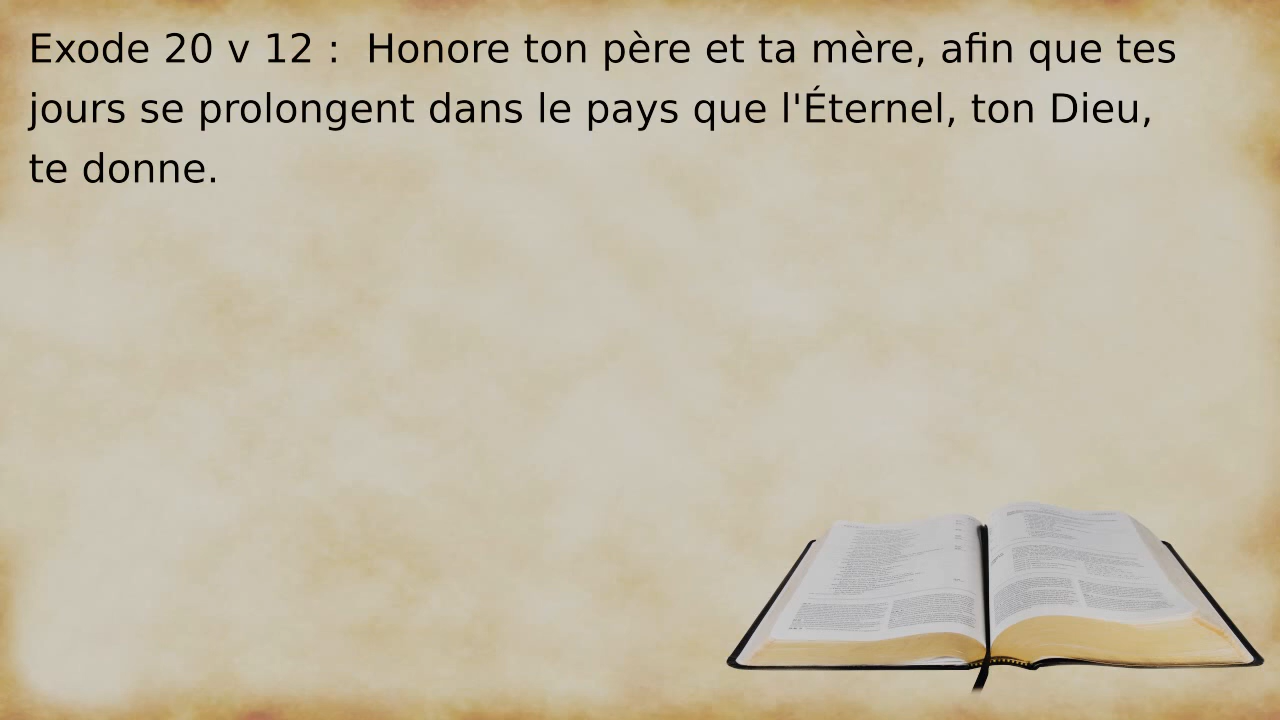 Exode 20 v 12 :  Honore ton père et ta mère, afin que tes
jours se prolongent dans le pays que l'Éternel, ton Dieu,
te donne.